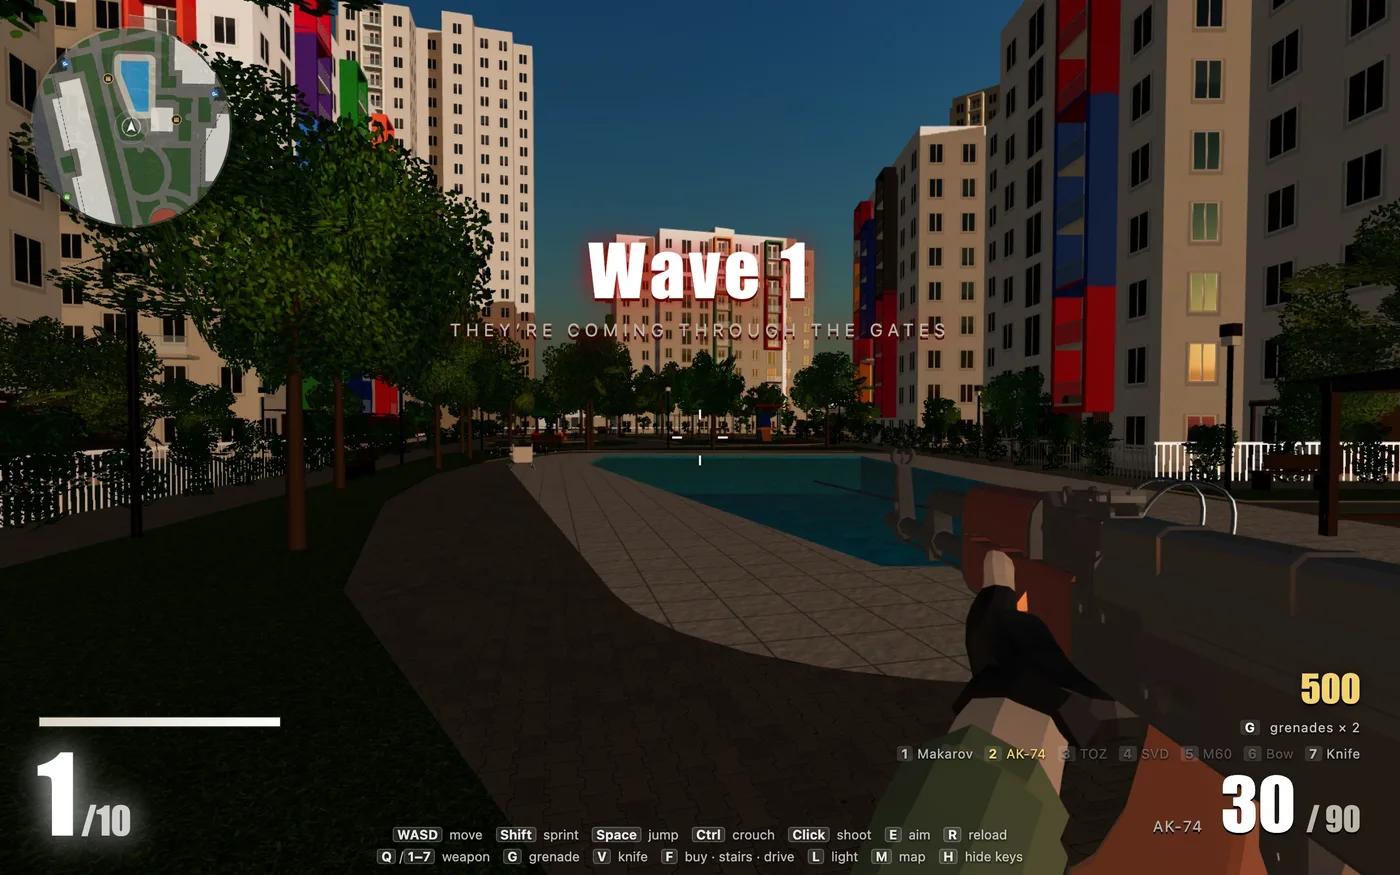 Wave 1
THEY'RE COMING THROUGH THE GATES
500
G grenades × 2
1 Makarov 2 AK-74 3 TOZ 4 SVD 5 M60 6 Bow 7 Knife
1/10
AK-74 30 / 90
WASD move Shift sprint Space jump Ctrl crouch Click shoot E aim R reload
Q / 1–7 weapon G grenade V knife F buy · stairs · drive L light M map H hide keys